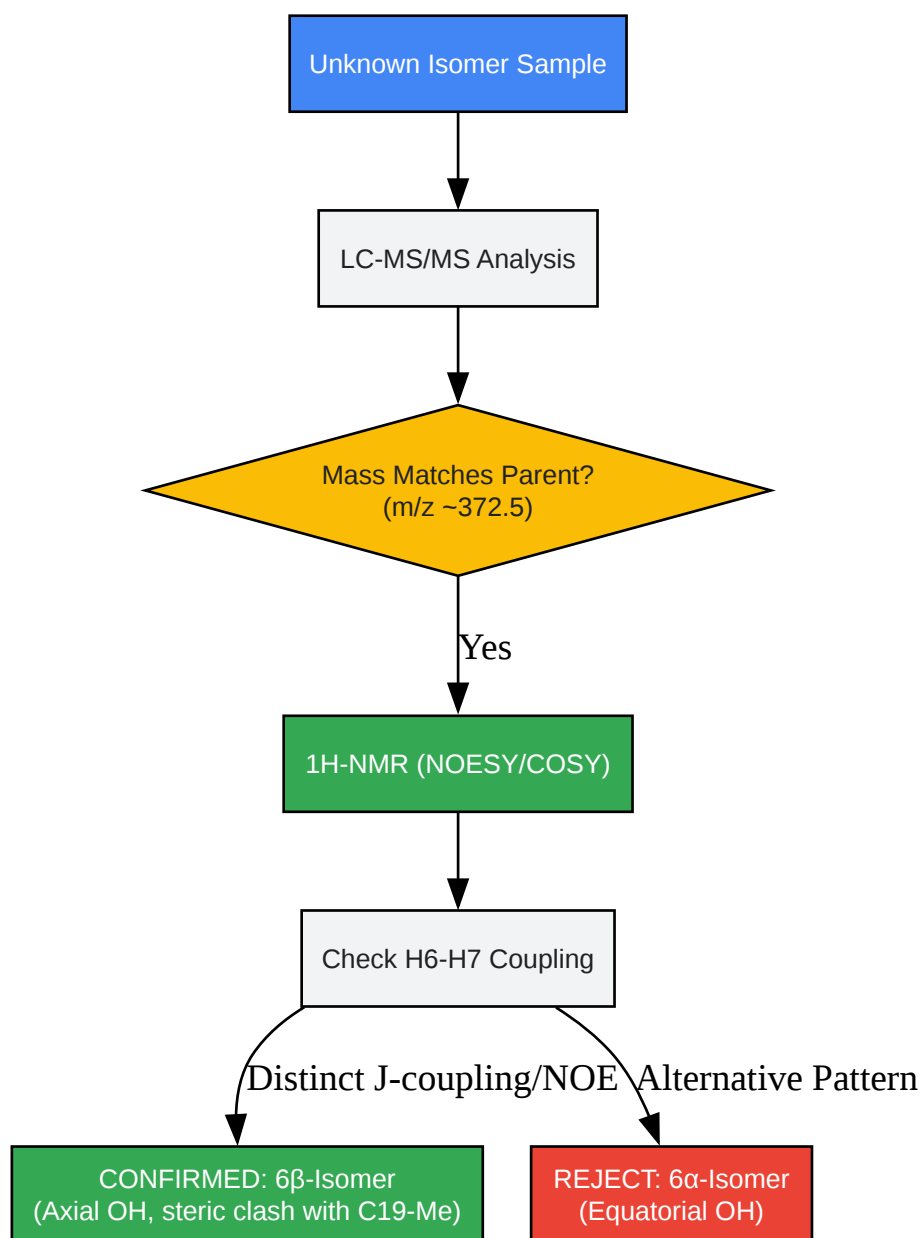 Unknown Isomer Sample
LC-MS/MS Analysis
Mass Matches Parent?
(m/z ~372.5)
Yes
1H-NMR (NOESY/COSY)
Check H6-H7 Coupling
Distinct J-coupling/NOE
Alternative Pattern
CONFIRMED: 6β-Isomer
(Axial OH, steric clash with C19-Me)
REJECT: 6α-Isomer
(Equatorial OH)